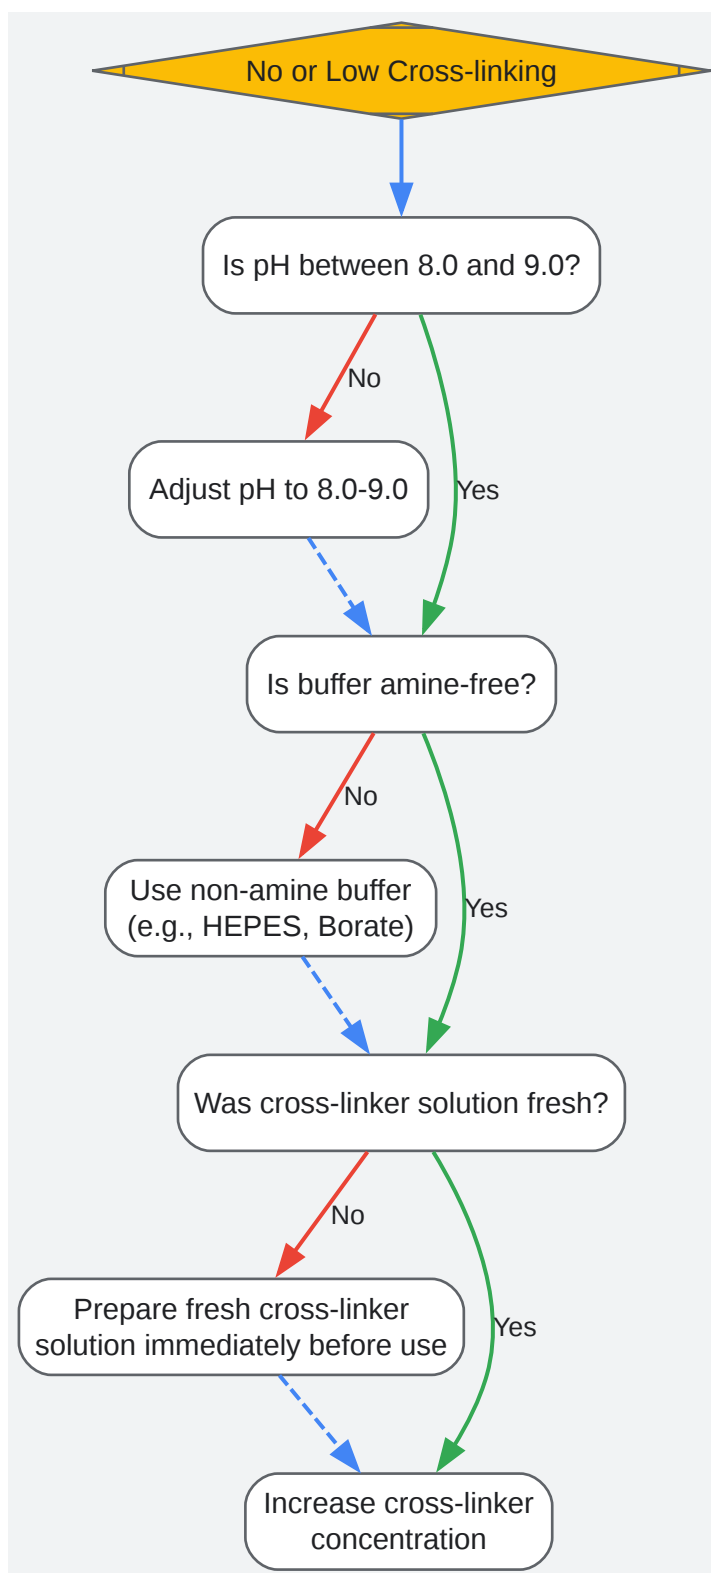 No or Low Cross-linking
Is pH between 8.0 and 9.0?
No
Adjust pH to 8.0-9.0
Yes
Is buffer amine-free?
No
Use non-amine buffer
(e.g., HEPES, Borate)
Yes
Was cross-linker solution fresh?
No
Prepare fresh cross-linker
solution immediately before use
Yes
Increase cross-linker
concentration